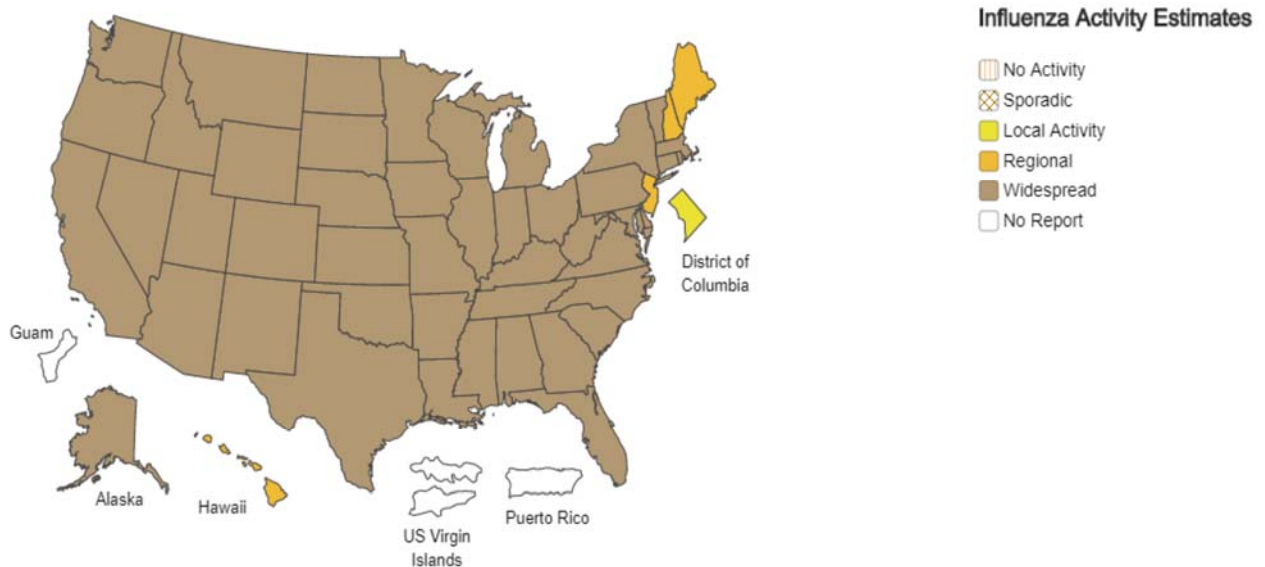 Influenza Activity Estimates
No Activity
Sporadic
Local Activity
Regional
Widespread
No Report
District of
Columbia
Guam
Alaska
Hawaii
US Virgin
Islands
Puerto Rico